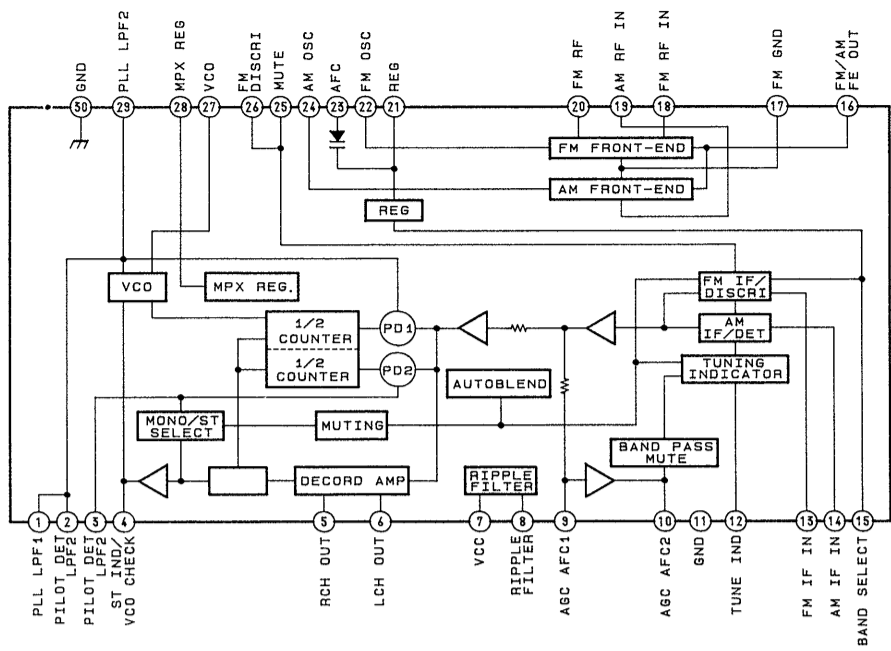 GND
PLL LPF2
MPX REG
VCO
FM
DISCRI
MUTE
AM OSC
AFC
FM OSC
REG
FM RF
AM RF IN
FM RF IN
FM GND
FM/AM
FE OUT
30
29
28
27
26
25
24
23
22
21
20
19
18
17
16
FM FRONT-END
AM FRONT-END
REG
VCO
MPX REG.
FM IF/
DISCRI
1/2
COUNTER
PD1
AM
IF/DET
1/2
COUNTER
PD2
TUNING
INDICATOR
AUTOBLEND
MONO/ST
SELECT
MUTING
BAND PASS
MUTE
DECORD AMP
RIPPLE
FILTER
1
2
3
4
5
6
7
8
9
10
11
12
13
14
15
PLL LPF1
PILOT DET
LPF2
PILOT DET
LPF2
ST IND/
VCO CHECK
RCH OUT
LCH OUT
VCC
RIPPLE
FILTER
AGC AFC1
AGC AFC2
GND
TUNE IND
FM IF IN
AM IF IN
BAND SELECT